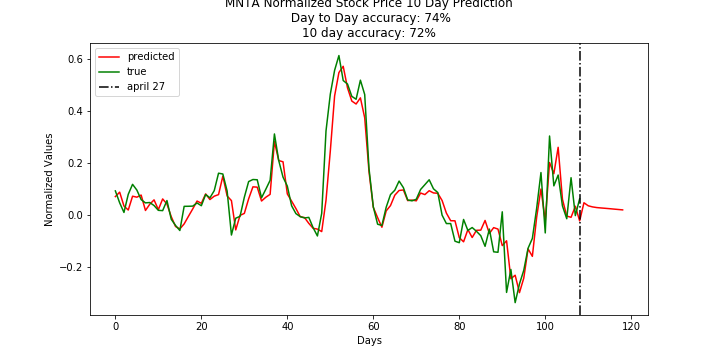 MNTA Normalized Stock Price 10 Day Prediction
Day to Day accuracy: 74%
10 day accuracy: 72%
predicted
true
april 27
Normalized Values
0.6
0.4
0.2
0.0
−0.2
0 20 40 60 80 100 120
Days